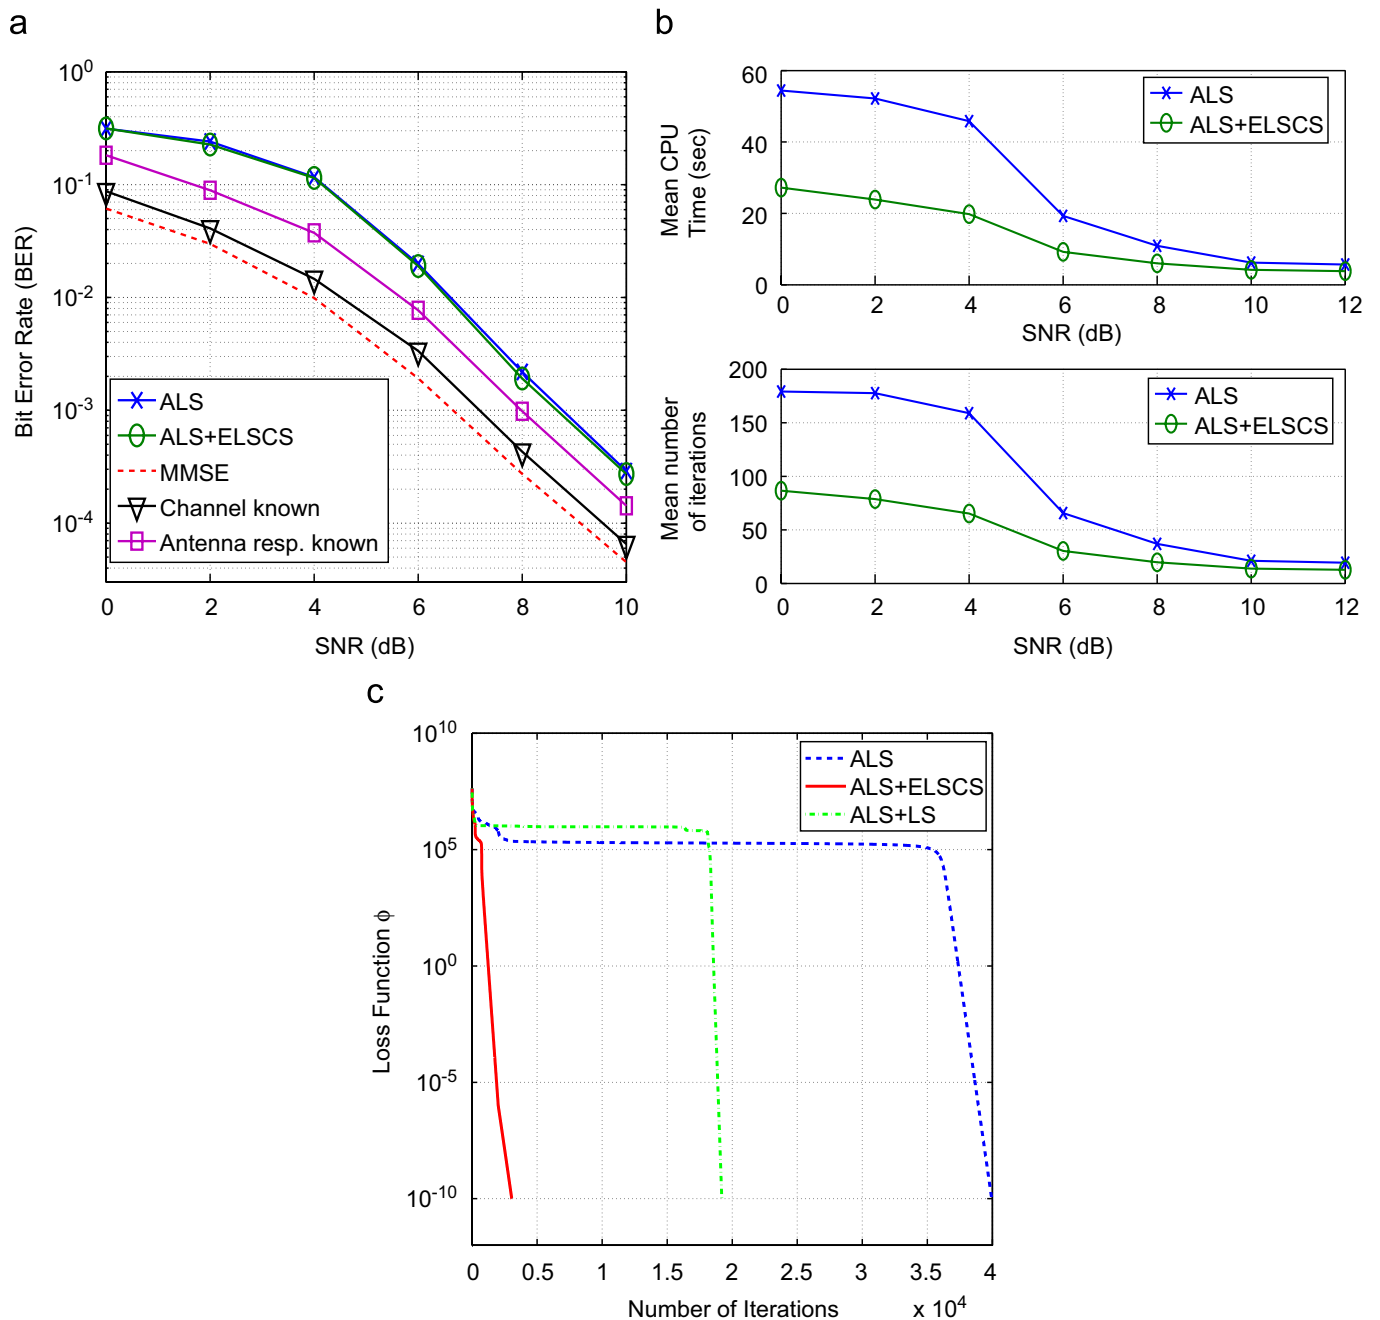 a
10^0
10^-1
10^-2
10^-3
10^-4
Bit Error Rate (BER)
ALS
ALS+ELSCS
MMSE
Channel known
Antenna resp. known
0 2 4 6 8 10
SNR (dB)
b
60
40
20
0
Mean CPU
Time (sec)
ALS
ALS+ELSCS
0 2 4 6 8 10 12
SNR (dB)
200
150
100
50
0
Mean number
of iterations
ALS
ALS+ELSCS
0 2 4 6 8 10 12
SNR (dB)
c
10^10
10^5
10^0
10^-5
10^-10
Loss Function ϕ
ALS
ALS+ELSCS
ALS+LS
0 0.5 1 1.5 2 2.5 3 3.5 4
Number of Iterations x 10^4